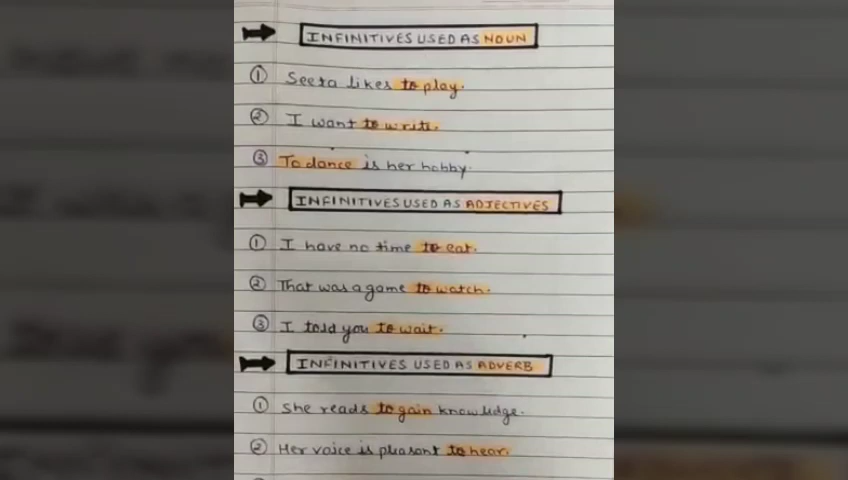 INFINITIVES USED AS NOUN
① Seeta likes to play.
② I want to write.
③ To dance is her hobby.
INFINITIVES USED AS ADJECTIVES
① I have no time to eat.
② That was a game to watch.
③ I told you to wait.
INFINITIVES USED AS ADVERB
① She reads to gain knowledge.
② Her voice is pleasant to hear.